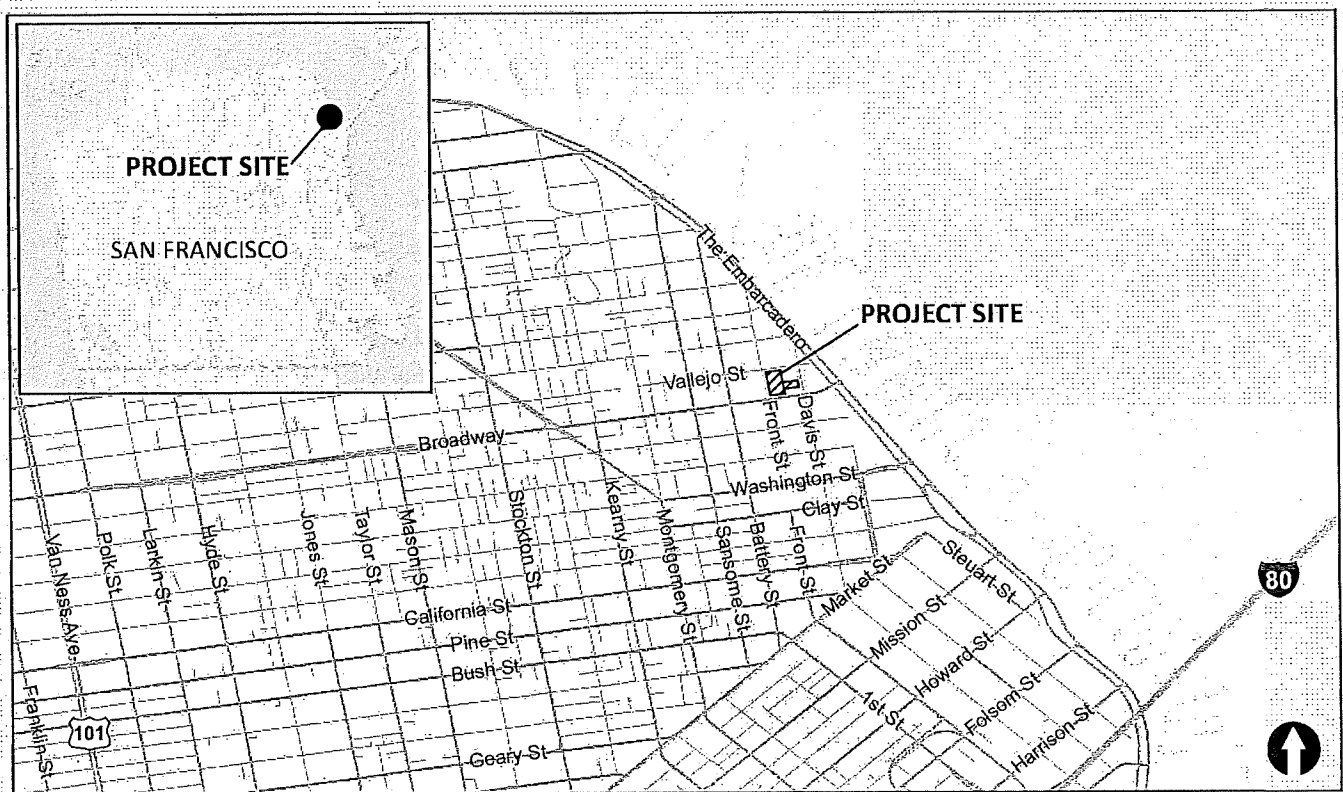 PROJECT SITE
SAN FRANCISCO
The Embarcadero
PROJECT SITE
Vallejo St
Front St
Davis St
Broadway
Washington St
Clay St
Van Ness Ave
Polk St
Larkin St
Hyde St
Jones St
Taylor St
Mason St
Stockton St
Kearny St
Montgomery St
Sansome St
Battery St
Front St
Market St
Steuart St
80
California St
Pine St
Bush St
Mission St
Howard St
Folsom St
Harrison St
1st St
Franklin St
101
Geary St